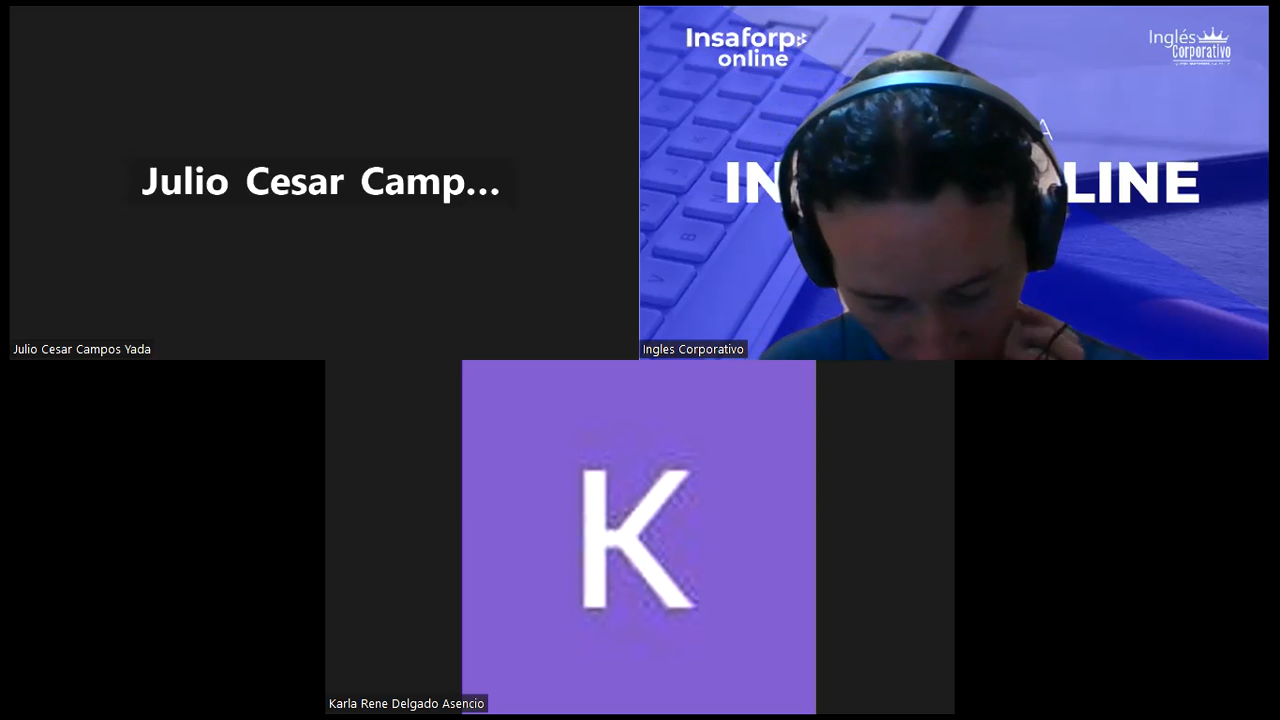 Julio Cesar Camp...
Julio Cesar Campos Yada
Insaforp
online
Inglés
Corporativo
A
IN LINE
Ingles Corporativo
K
Karla Rene Delgado Asencio